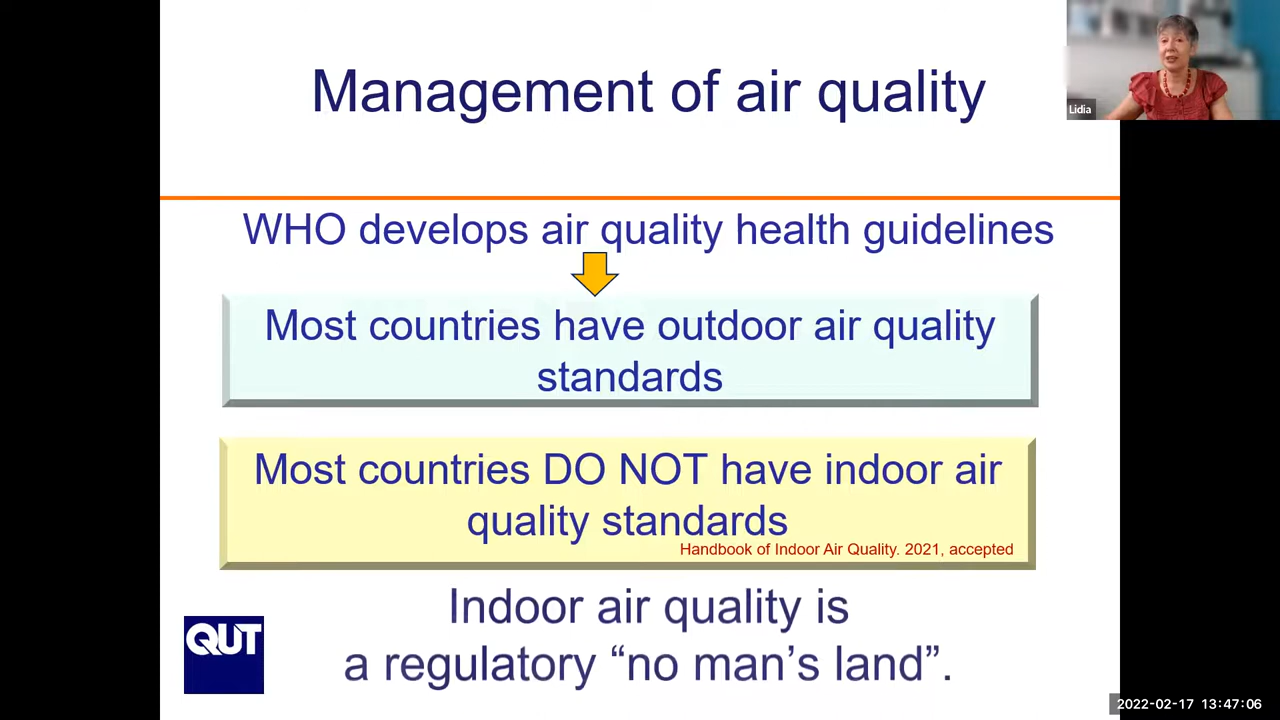 Management of air quality
Lidia
WHO develops air quality health guidelines
Most countries have outdoor air quality
standards
Most countries DO NOT have indoor air
quality standards
Handbook of Indoor Air Quality. 2021, accepted
Indoor air quality is
a regulatory “no man’s land”.
QUT
2022-02-17 13:47:06